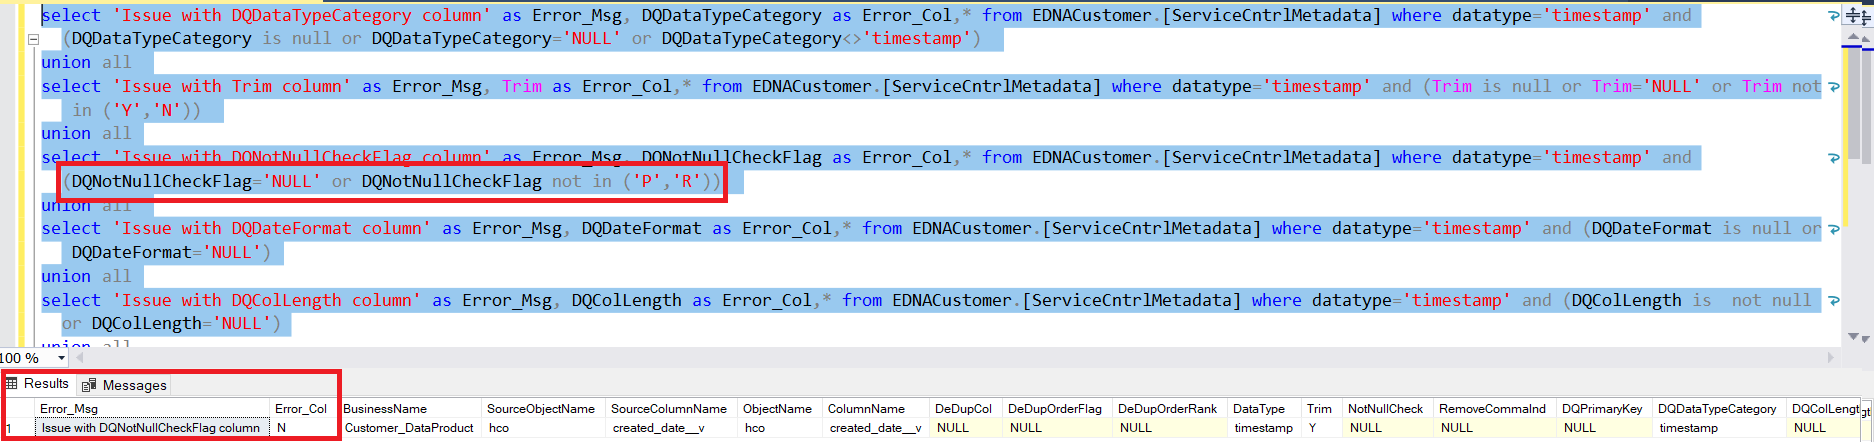 select 'Issue with DQDataTypeCategory column' as Error_Msg, DQDataTypeCategory as Error_Col,* from EDNACustomer.[ServiceCntrlMetadata] where datatype='timestamp' and
(DQDataTypeCategory is null or DQDataTypeCategory='NULL' or DQDataTypeCategory<>'timestamp')
union all
select 'Issue with Trim column' as Error_Msg, Trim as Error_Col,* from EDNACustomer.[ServiceCntrlMetadata] where datatype='timestamp' and (Trim is null or Trim='NULL' or Trim not
in ('Y','N'))
union all
select 'Issue with DQNotNullCheckFlag column' as Error_Msg, DQNotNullCheckFlag as Error_Col,* from EDNACustomer.[ServiceCntrlMetadata] where datatype='timestamp' and
(DQNotNullCheckFlag='NULL' or DQNotNullCheckFlag not in ('P','R'))
union all
select 'Issue with DQDateFormat column' as Error_Msg, DQDateFormat as Error_Col,* from EDNACustomer.[ServiceCntrlMetadata] where datatype='timestamp' and (DQDateFormat is null or
DQDateFormat='NULL')
union all
select 'Issue with DQColLength column' as Error_Msg, DQColLength as Error_Col,* from EDNACustomer.[ServiceCntrlMetadata] where datatype='timestamp' and (DQColLength is  not null
or DQColLength='NULL')
union all
100 %
Results Messages
Error_Msg Error_Col BusinessName SourceObjectName SourceColumnName ObjectName ColumnName DeDupCol DeDupOrderFlag DeDupOrderRank DataType Trim NotNullCheck RemoveCommaInd DQPrimaryKey DQDataTypeCategory DQColLengt
1 Issue with DQNotNullCheckFlag column N Customer_DataProduct hco created_date__v hco created_date__v NULL NULL NULL timestamp Y NULL NULL NULL timestamp NULL